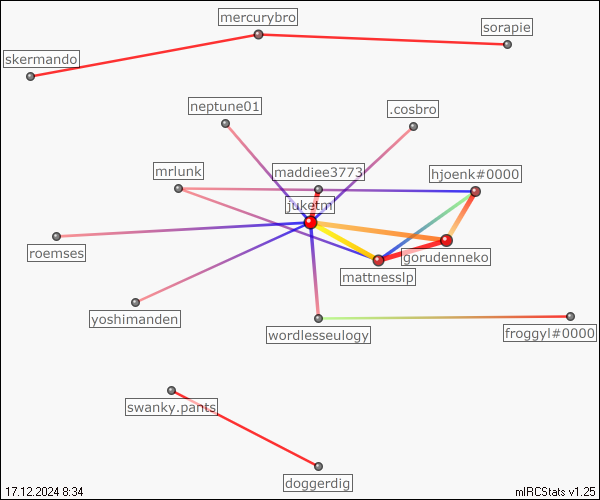 mercurybro
sorapie
skermando
neptune01
.cosbro
mrlunk
maddiee3773
hjoenk#0000
juketm
roemses
gorudenneko
mattnesslp
yoshimanden
wordlesseulogy
froggyl#0000
swanky.pants
doggerdig
17.12.2024 8:34
mIRCStats v1.25